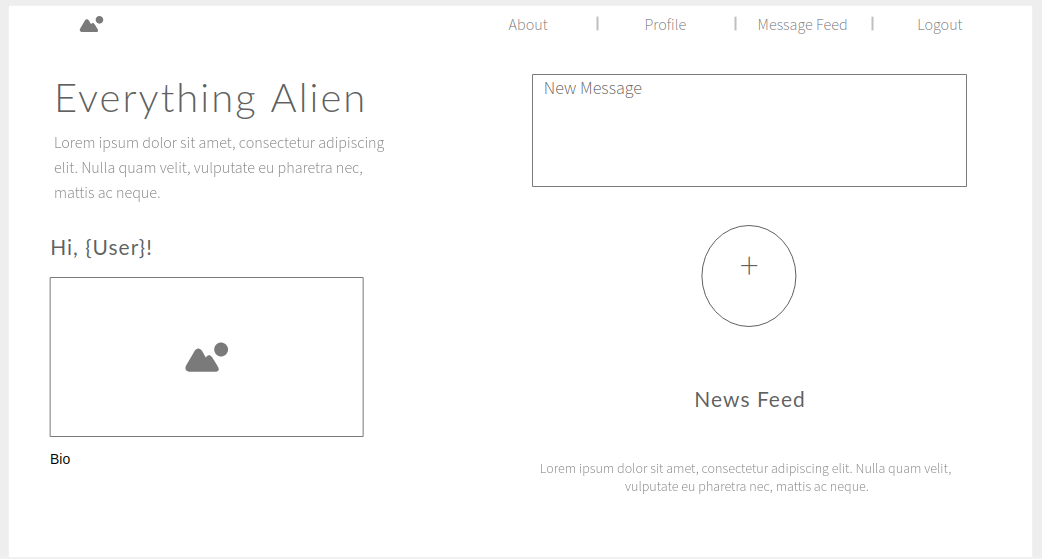 About | Profile | Message Feed | Logout
Everything Alien
Lorem ipsum dolor sit amet, consectetur adipiscing
elit. Nulla quam velit, vulputate eu pharetra nec,
mattis ac neque.
Hi, {User}!
Bio
New Message
+
News Feed
Lorem ipsum dolor sit amet, consectetur adipiscing elit. Nulla quam velit,
vulputate eu pharetra nec, mattis ac neque.